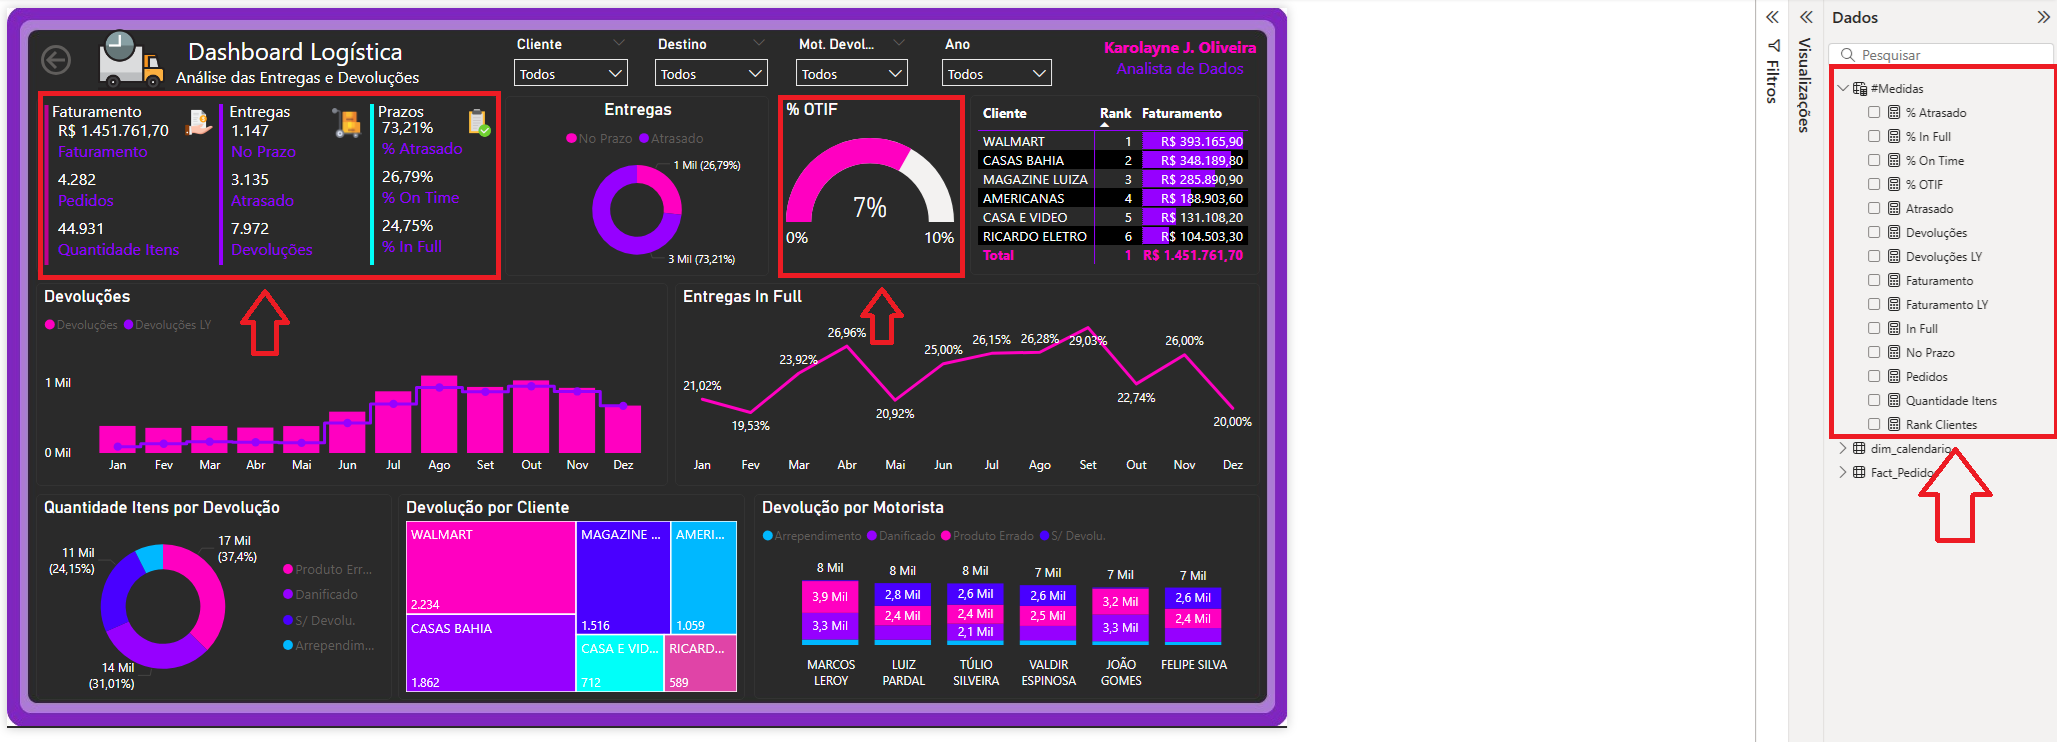 Dashboard Logística
Análise das Entregas e Devoluções
Cliente
Todos
Destino
Todos
Mot. Devol...
Todos
Ano
Todos
Karolayne J. Oliveira
Analista de Dados
Faturamento
R$ 1.451.761,70
Faturamento
4.282
Pedidos
44.931
Quantidade Itens
Entregas
1.147
No Prazo
3.135
Atrasado
7.972
Devoluções
Prazos
73,21%
% Atrasado
26,79%
% On Time
24,75%
% In Full
Entregas
No Prazo Atrasado
1 Mil (26,79%)
3 Mil (73,21%)
% OTIF
7%
0% 10%
Cliente Rank Faturamento
WALMART 1 R$ 393.165,90
CASAS BAHIA 2 R$ 348.189,80
MAGAZINE LUIZA 3 R$ 285.890,90
AMERICANAS 4 R$ 188.903,60
CASA E VIDEO 5 R$ 131.108,20
RICARDO ELETRO 6 R$ 104.503,30
Total 1 R$ 1.451.761,70
Devoluções
Devoluções Devoluções LY
1 Mil
0 Mil
Jan Fev Mar Abr Mai Jun Jul Ago Set Out Nov Dez
Entregas In Full
21,02%
19,53%
23,92%
26,96%
20,92%
25,00%
26,15%
26,28%
29,03%
22,74%
26,00%
20,00%
Jan Fev Mar Abr Mai Jun Jul Ago Set Out Nov Dez
Quantidade Itens por Devolução
17 Mil
(37,4%)
11 Mil
(24,15%)
14 Mil
(31,01%)
Produto Err...
Danificado
S/ Devolu.
Arrependim...
Devolução por Cliente
WALMART
2.234
CASAS BAHIA
1.862
MAGAZINE ...
1.516
AMERI...
1.059
CASA E VID...
712
RICARD...
589
Devolução por Motorista
Arrependimento Danificado Produto Errado S/ Devolu.
8 Mil 8 Mil 8 Mil 7 Mil 7 Mil 7 Mil
3,9 Mil
3,3 Mil
2,8 Mil
2,4 Mil
2,6 Mil
2,4 Mil
2,1 Mil
2,6 Mil
2,5 Mil
3,2 Mil
3,3 Mil
2,6 Mil
2,4 Mil
MARCOS
LEROY
LUIZ
PARDAL
TÚLIO
SILVEIRA
VALDIR
ESPINOSA
JOÃO
GOMES
FELIPE SILVA
Filtros
Visualizações
Dados
Pesquisar
#Medidas
% Atrasado
% In Full
% On Time
% OTIF
Atrasado
Devoluções
Devoluções LY
Faturamento
Faturamento LY
In Full
No Prazo
Pedidos
Quantidade Itens
Rank Clientes
dim_calendario
Fact_Pedido